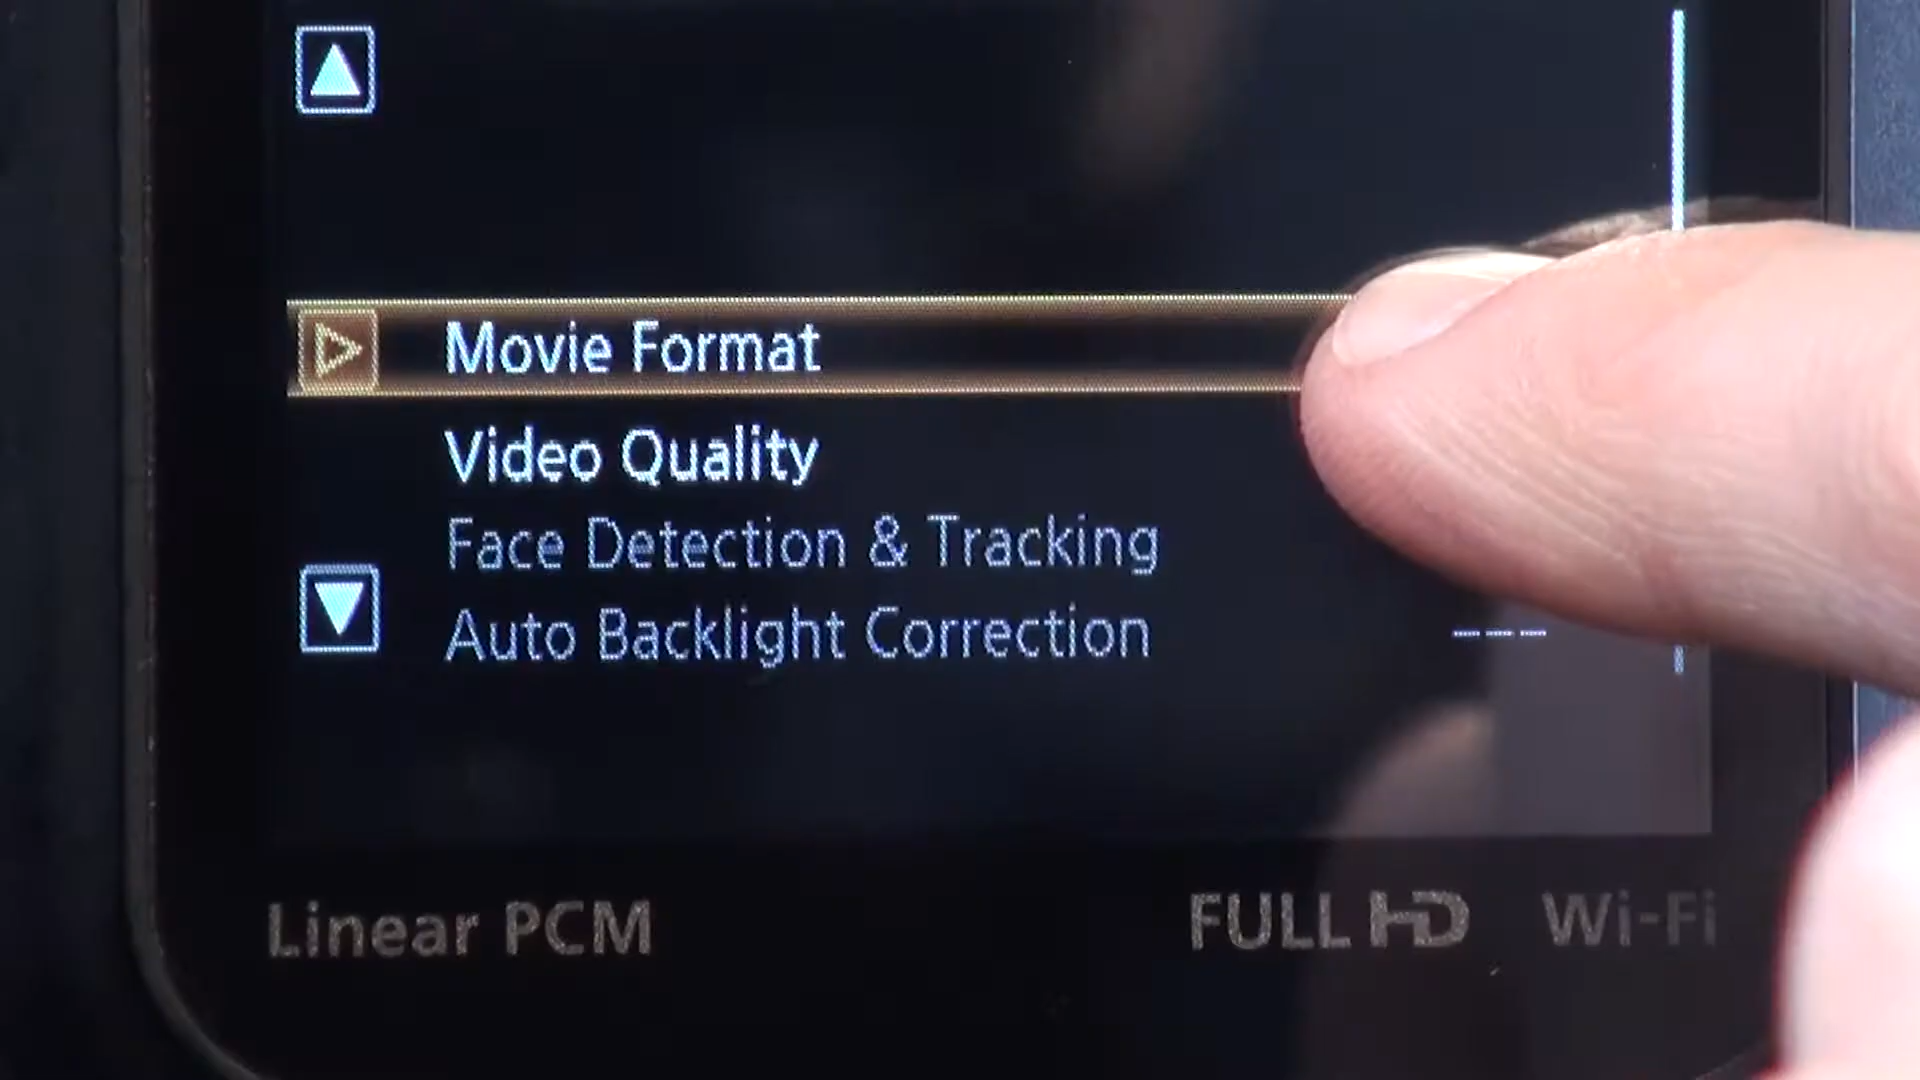 Movie Format
Video Quality
Face Detection & Tracking
Auto Backlight Correction ---
Linear PCM FULL HD Wi-Fi